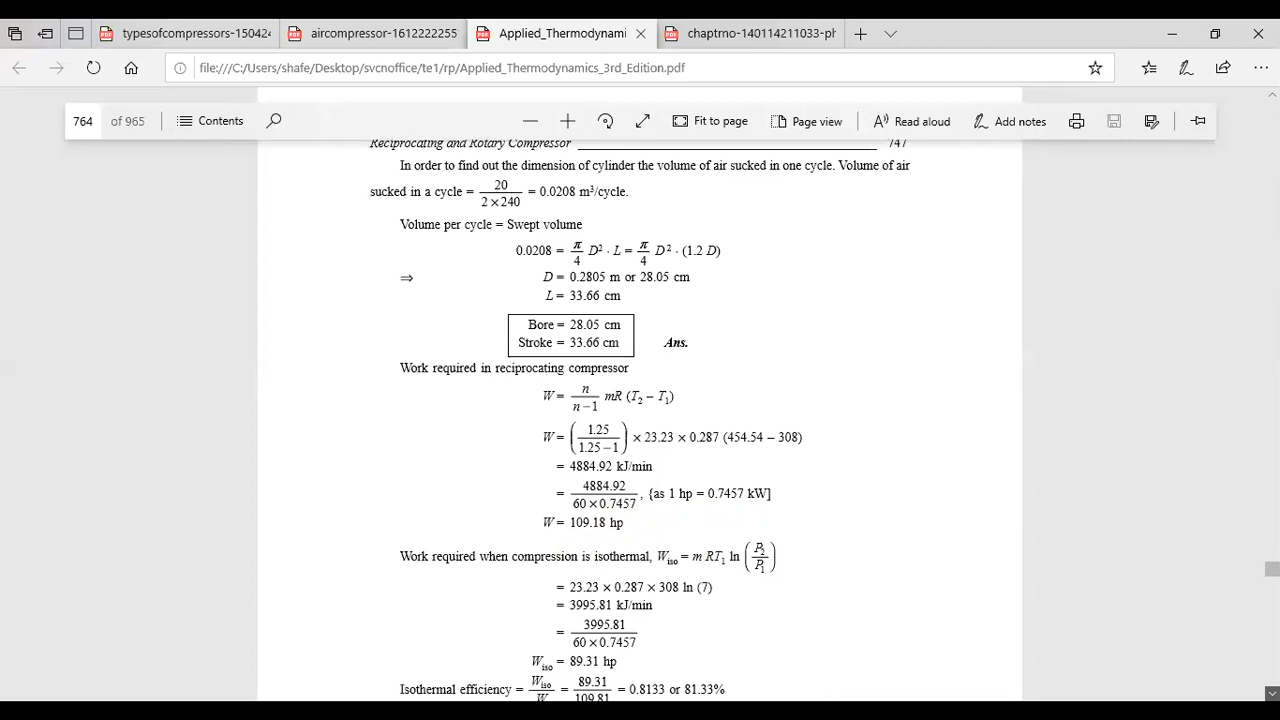 typesofcompressors-150424
aircompressor-1612222255
Applied_Thermodynami
chaptrno-140114211033-ph
file:///C:/Users/shafe/Desktop/svcnoffice/te1/rp/Applied_Thermodynamics_3rd_Edition.pdf
764 of 965 Contents Fit to page Page view Read aloud Add notes
Reciprocating and Rotary Compressor 747
In order to find out the dimension of cylinder the volume of air sucked in one cycle. Volume of air
sucked in a cycle = 20 / (2 × 240) = 0.0208 m³/cycle.
Volume per cycle = Swept volume
0.0208 = π/4 D² · L = π/4 D² · (1.2 D)
⇒ D = 0.2805 m or 28.05 cm
L = 33.66 cm
Bore = 28.05 cm
Stroke = 33.66 cm Ans.
Work required in reciprocating compressor
W = n/(n−1) mR (T₂ − T₁)
W = (1.25/(1.25−1)) × 23.23 × 0.287 (454.54 − 308)
= 4884.92 kJ/min
= 4884.92/(60 × 0.7457), {as 1 hp = 0.7457 kW]
W = 109.18 hp
Work required when compression is isothermal, W_iso = m RT₁ ln (P₂/P₁)
= 23.23 × 0.287 × 308 ln (7)
= 3995.81 kJ/min
= 3995.81/(60 × 0.7457)
W_iso = 89.31 hp
Isothermal efficiency = W_iso/W = 89.31/109.81 = 0.8133 or 81.33%